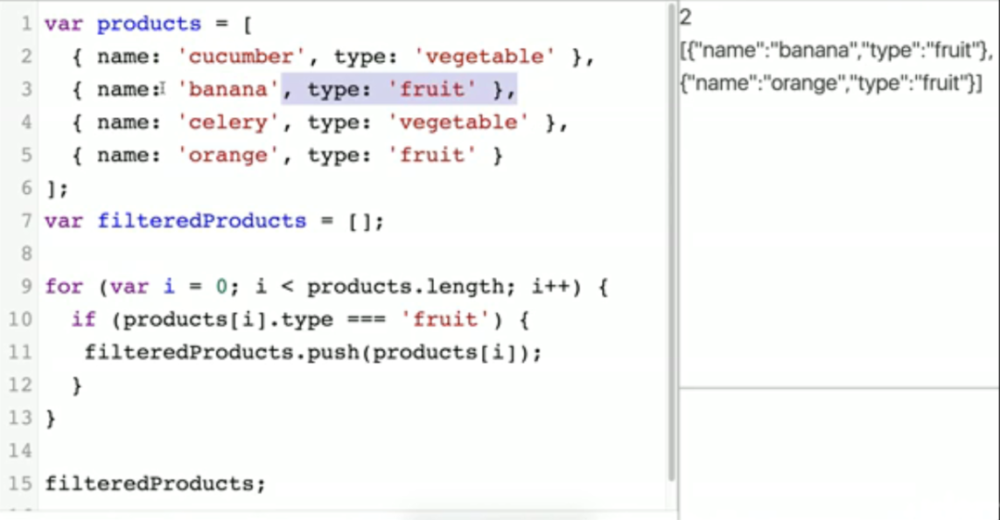 1 var products = [
2 { name: 'cucumber', type: 'vegetable' },
3 { name: 'banana', type: 'fruit' },
4 { name: 'celery', type: 'vegetable' },
5 { name: 'orange', type: 'fruit' }
6 ];
7 var filteredProducts = [];
8
9 for (var i = 0; i < products.length; i++) {
10 if (products[i].type === 'fruit') {
11 filteredProducts.push(products[i]);
12 }
13 }
14
15 filteredProducts;
2
[{"name":"banana","type":"fruit"},
{"name":"orange","type":"fruit"}]